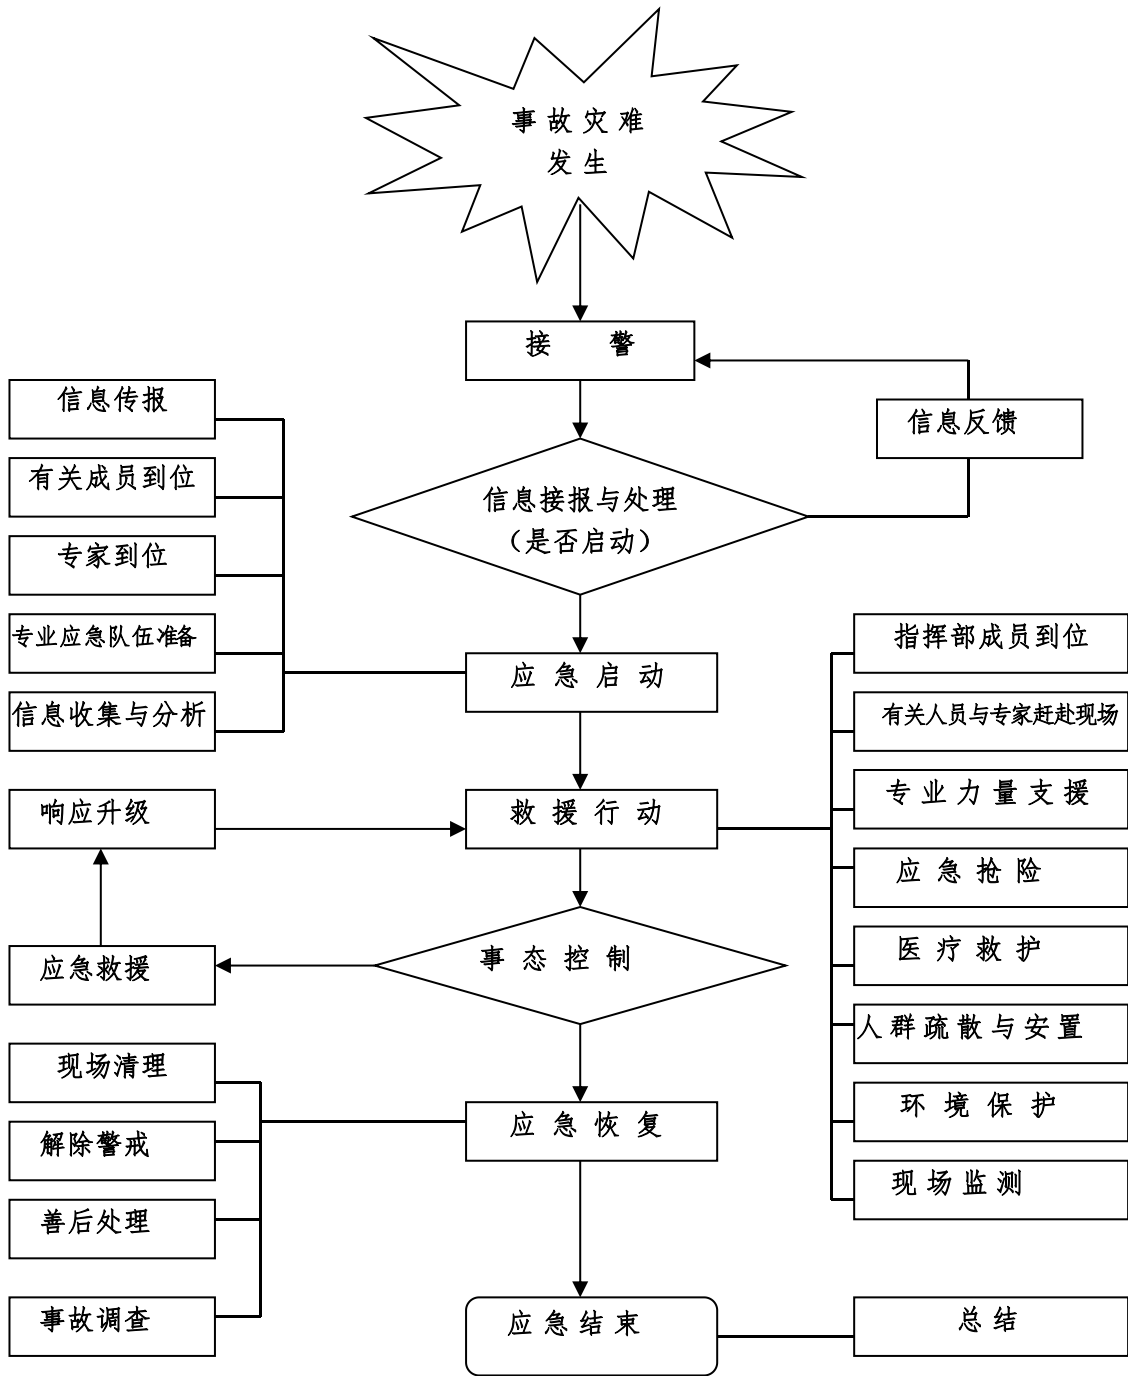 事故灾难
发生
接 警
信息传报
信息反馈
有关成员到位
信息接报与处理
（是否启动）
专家到位
专业应急队伍准备
指挥部成员到位
应急启动
信息收集与分析
有关人员与专家赶赴现场
响应升级
救援行动
专业力量支援
应急抢险
应急救援
事态控制
医疗救护
人群疏散与安置
现场清理
应急恢复
环境保护
解除警戒
现场监测
善后处理
事故调查
应急结束
总结